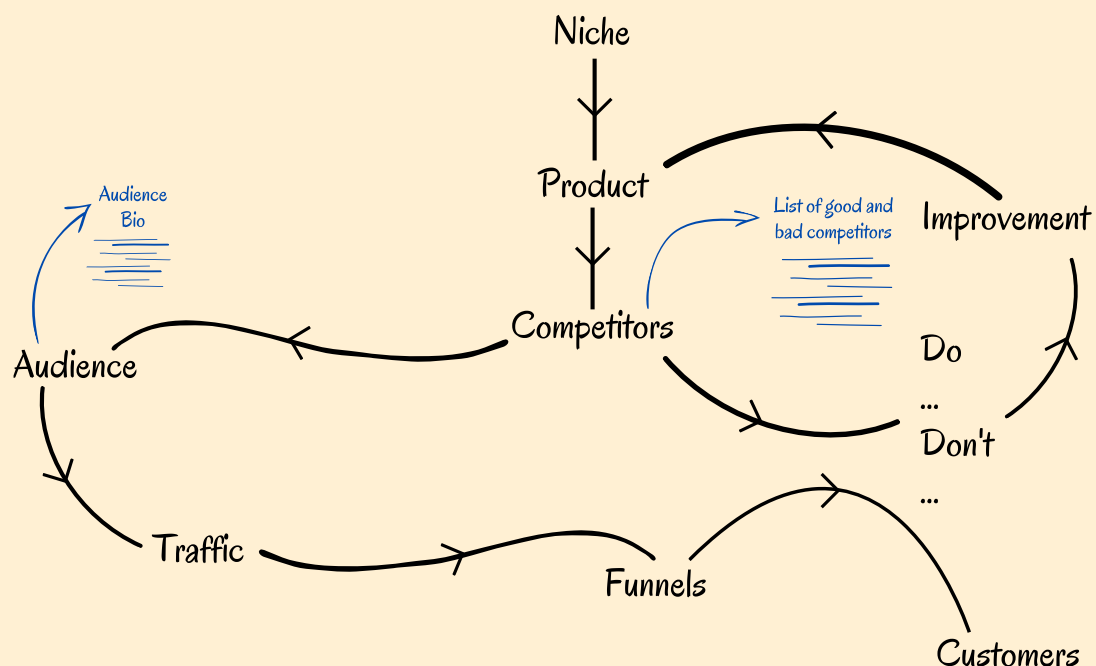 Niche
Product
Audience
Bio
List of good and
bad competitors
Improvement
Competitors
Audience
Do
...
Don't
...
Traffic
Funnels
Customers